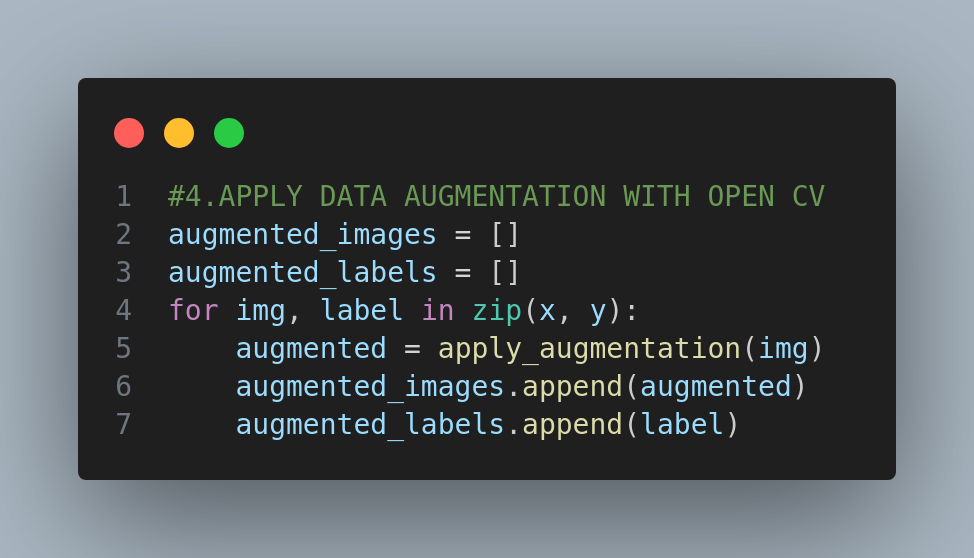 1 #4.APPLY DATA AUGMENTATION WITH OPEN CV
2 augmented_images = []
3 augmented_labels = []
4 for img, label in zip(x, y):
5     augmented = apply_augmentation(img)
6     augmented_images.append(augmented)
7     augmented_labels.append(label)